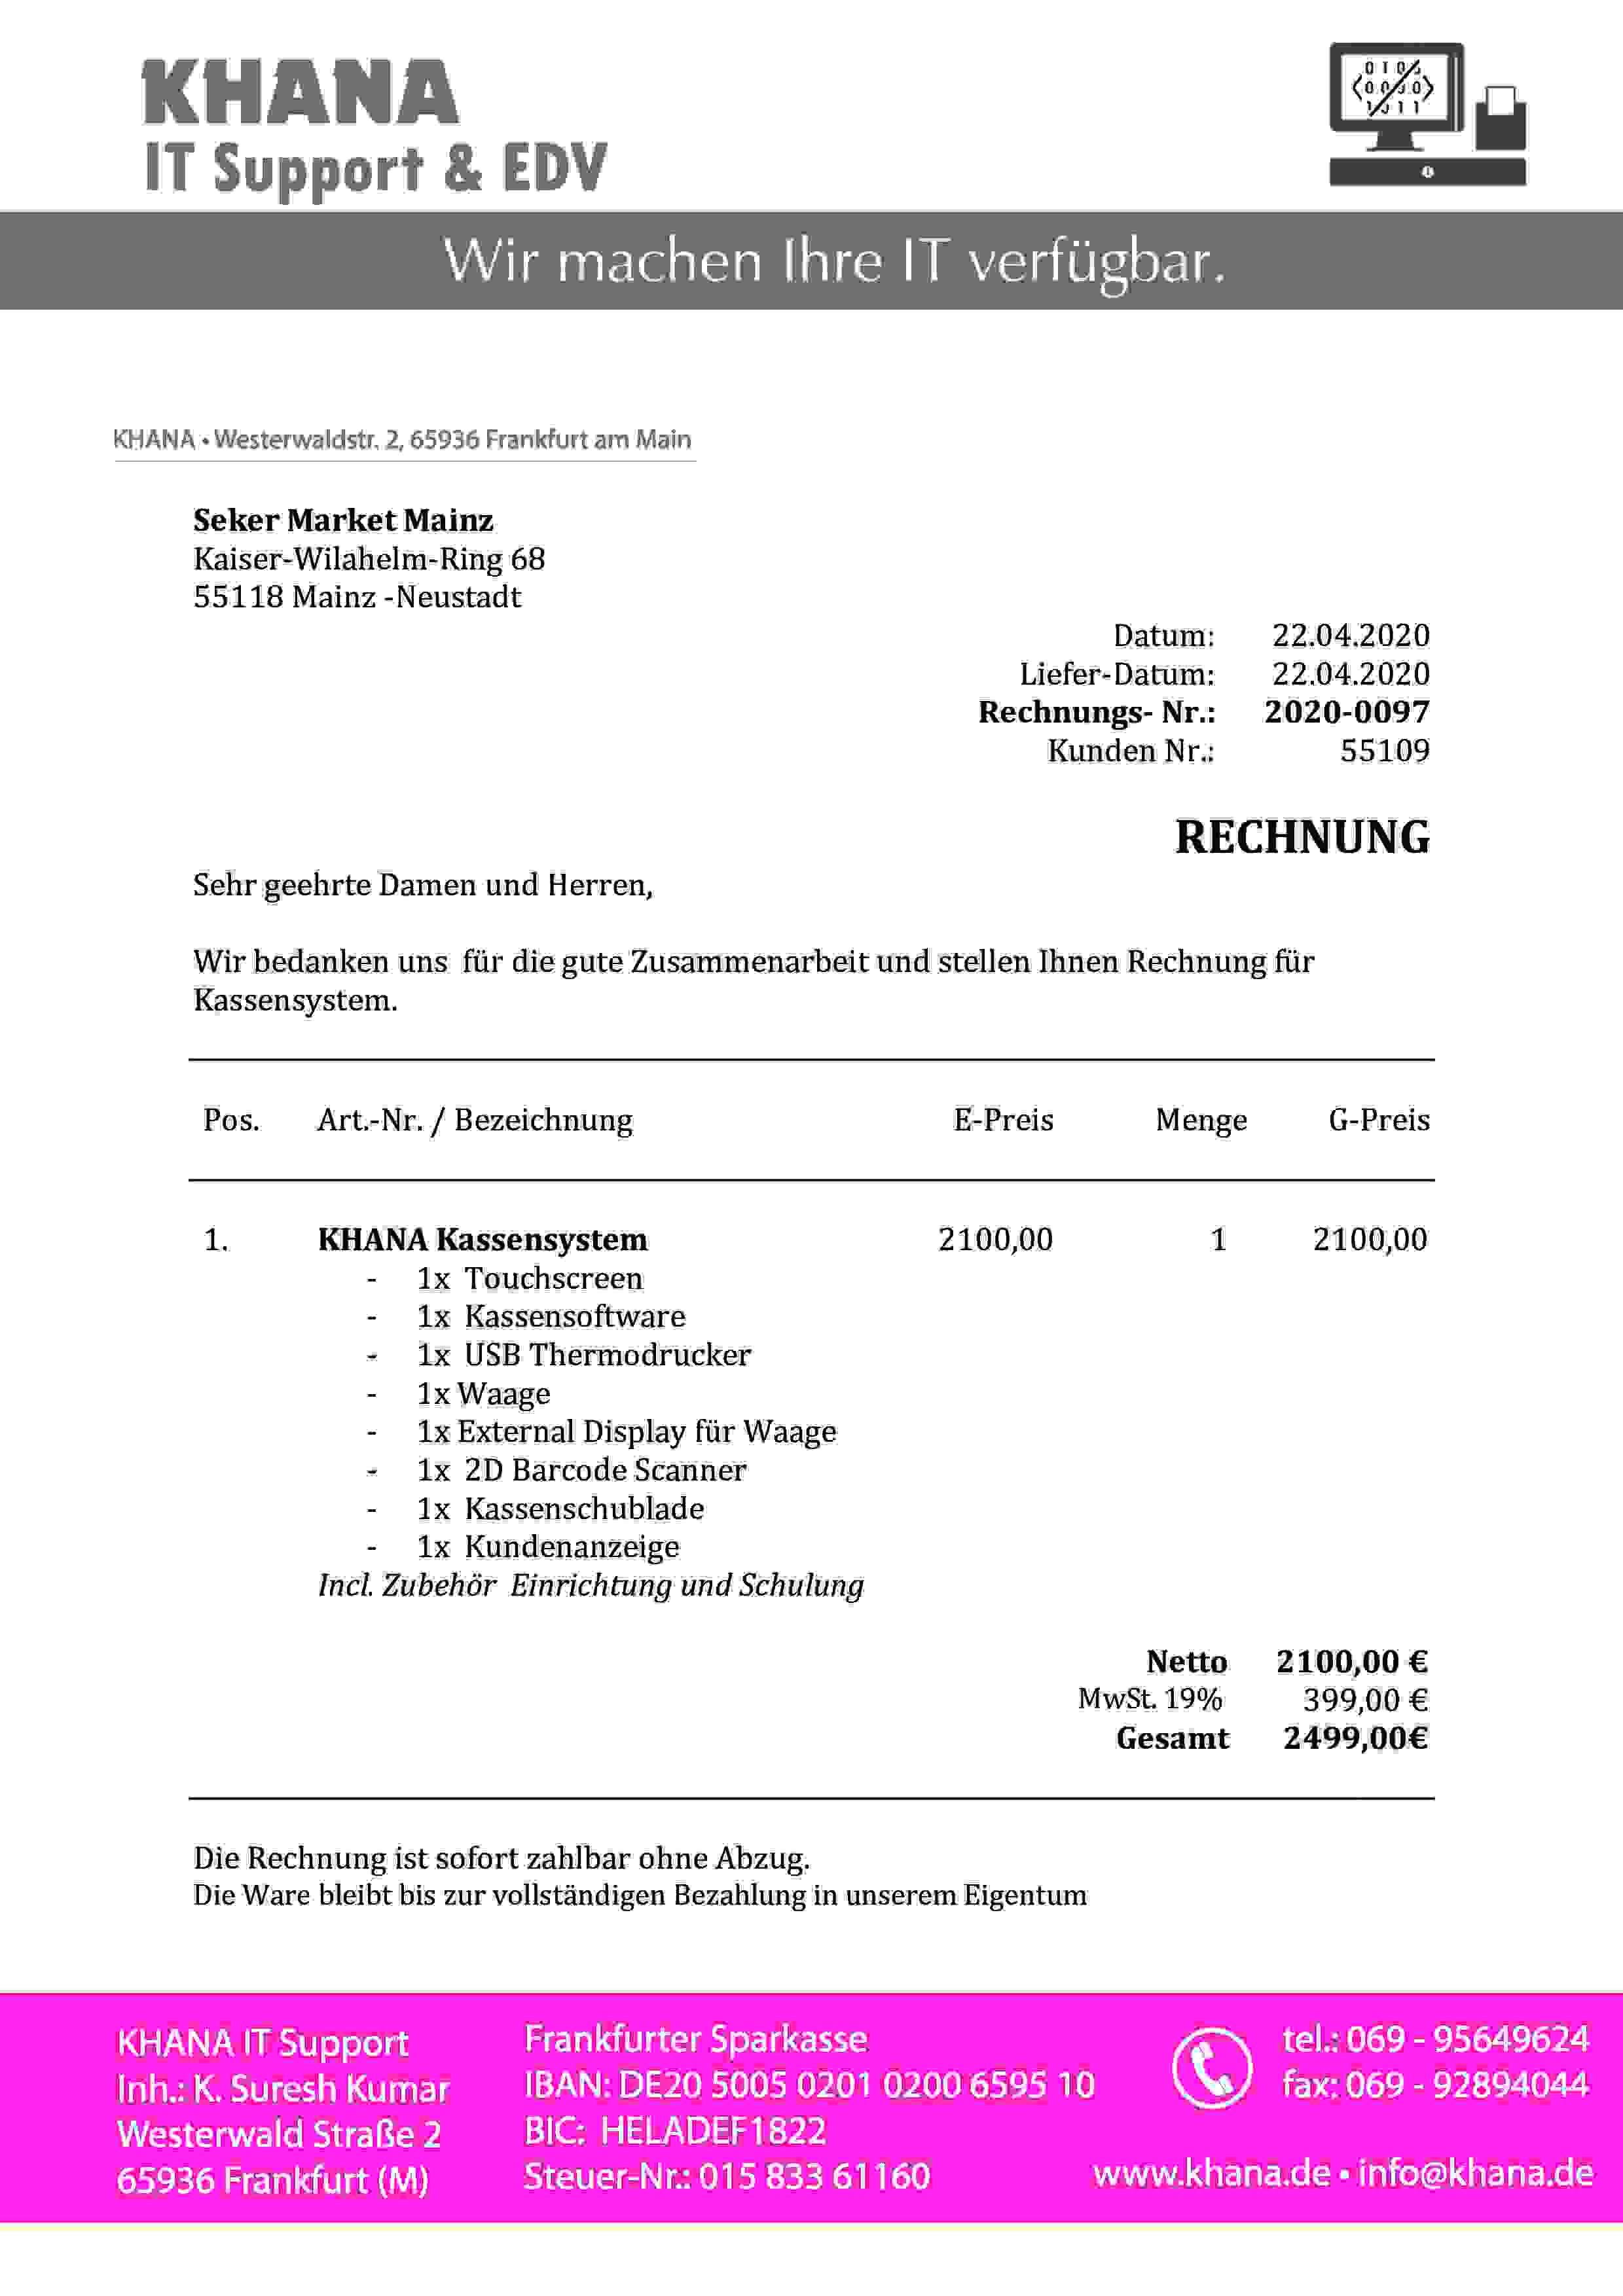 KHANA
IT Support & EDV
Wir machen Ihre IT verfügbar.
KHANA • Westerwaldstr. 2, 65936 Frankfurt am Main
Seker Market Mainz
Kaiser-Wilahelm-Ring 68
55118 Mainz -Neustadt
Datum: 22.04.2020
Liefer-Datum: 22.04.2020
Rechnungs- Nr.: 2020-0097
Kunden Nr.: 55109
RECHNUNG
Sehr geehrte Damen und Herren,
Wir bedanken uns für die gute Zusammenarbeit und stellen Ihnen Rechnung für
Kassensystem.
Pos. Art.-Nr. / Bezeichnung E-Preis Menge G-Preis
1. KHANA Kassensystem 2100,00 1 2100,00
- 1x Touchscreen
- 1x Kassensoftware
- 1x USB Thermodrucker
- 1x Waage
- 1x External Display für Waage
- 1x 2D Barcode Scanner
- 1x Kassenschublade
- 1x Kundenanzeige
Incl. Zubehör Einrichtung und Schulung
Netto 2100,00 €
MwSt. 19% 399,00 €
Gesamt 2499,00€
Die Rechnung ist sofort zahlbar ohne Abzug.
Die Ware bleibt bis zur vollständigen Bezahlung in unserem Eigentum
KHANA IT Support
Inh.: K. Suresh Kumar
Westerwald Straße 2
65936 Frankfurt (M)
Frankfurter Sparkasse
IBAN: DE20 5005 0201 0200 6595 10
BIC: HELADEF1822
Steuer-Nr.: 015 833 61160
tel.: 069 - 95649624
fax: 069 - 92894044
www.khana.de • info@khana.de